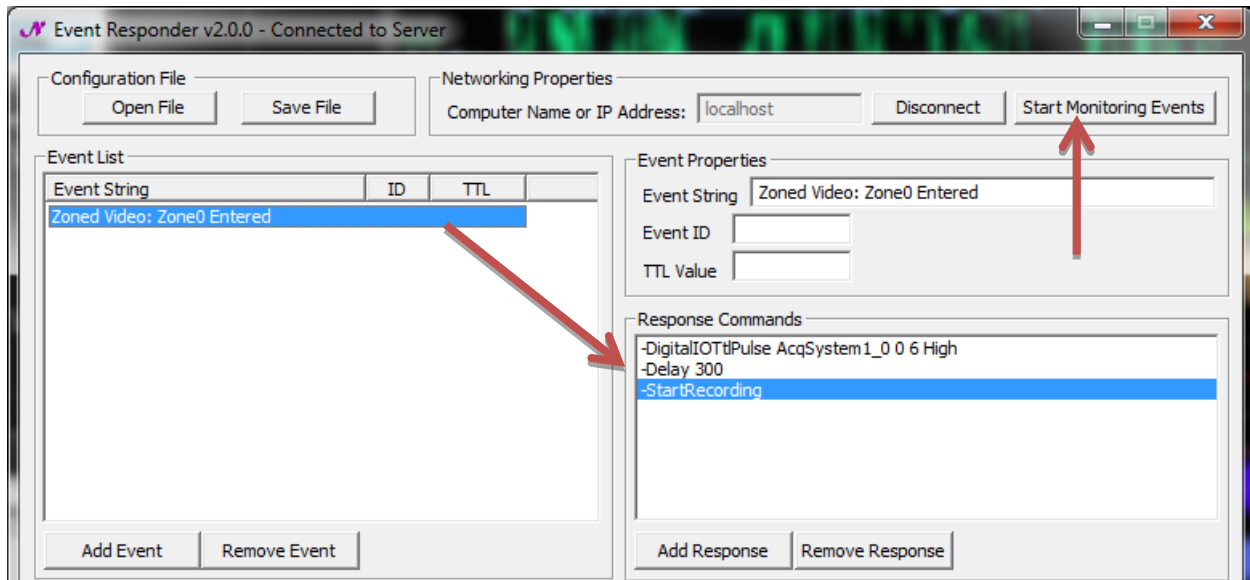 Event Responder v2.0.0 - Connected to Server
Configuration File
Open File
Save File
Networking Properties
Computer Name or IP Address:
localhost
Disconnect
Start Monitoring Events
Event List
Event String ID TTL
Zoned Video: Zone0 Entered
Add Event
Remove Event
Event Properties
Event String
Zoned Video: Zone0 Entered
Event ID
TTL Value
Response Commands
-DigitalIOTtlPulse AcqSystem1_0 0 6 High
-Delay 300
-StartRecording
Add Response
Remove Response